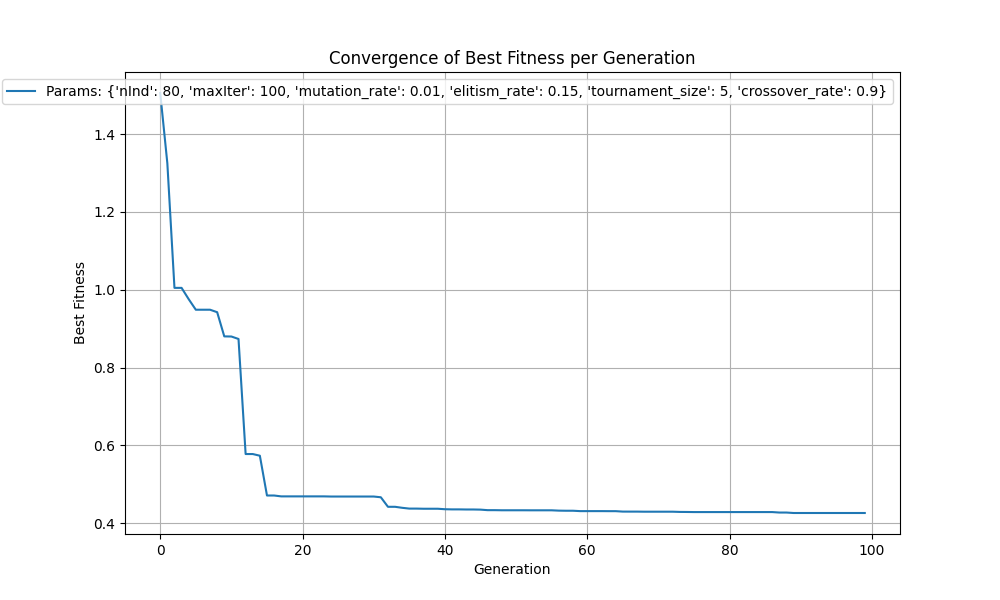 Convergence of Best Fitness per Generation
Params: {'nInd': 80, 'maxIter': 100, 'mutation_rate': 0.01, 'elitism_rate': 0.15, 'tournament_size': 5, 'crossover_rate': 0.9}
1.4
1.2
1.0
0.8
0.6
0.4
Best Fitness
0 20 40 60 80 100
Generation